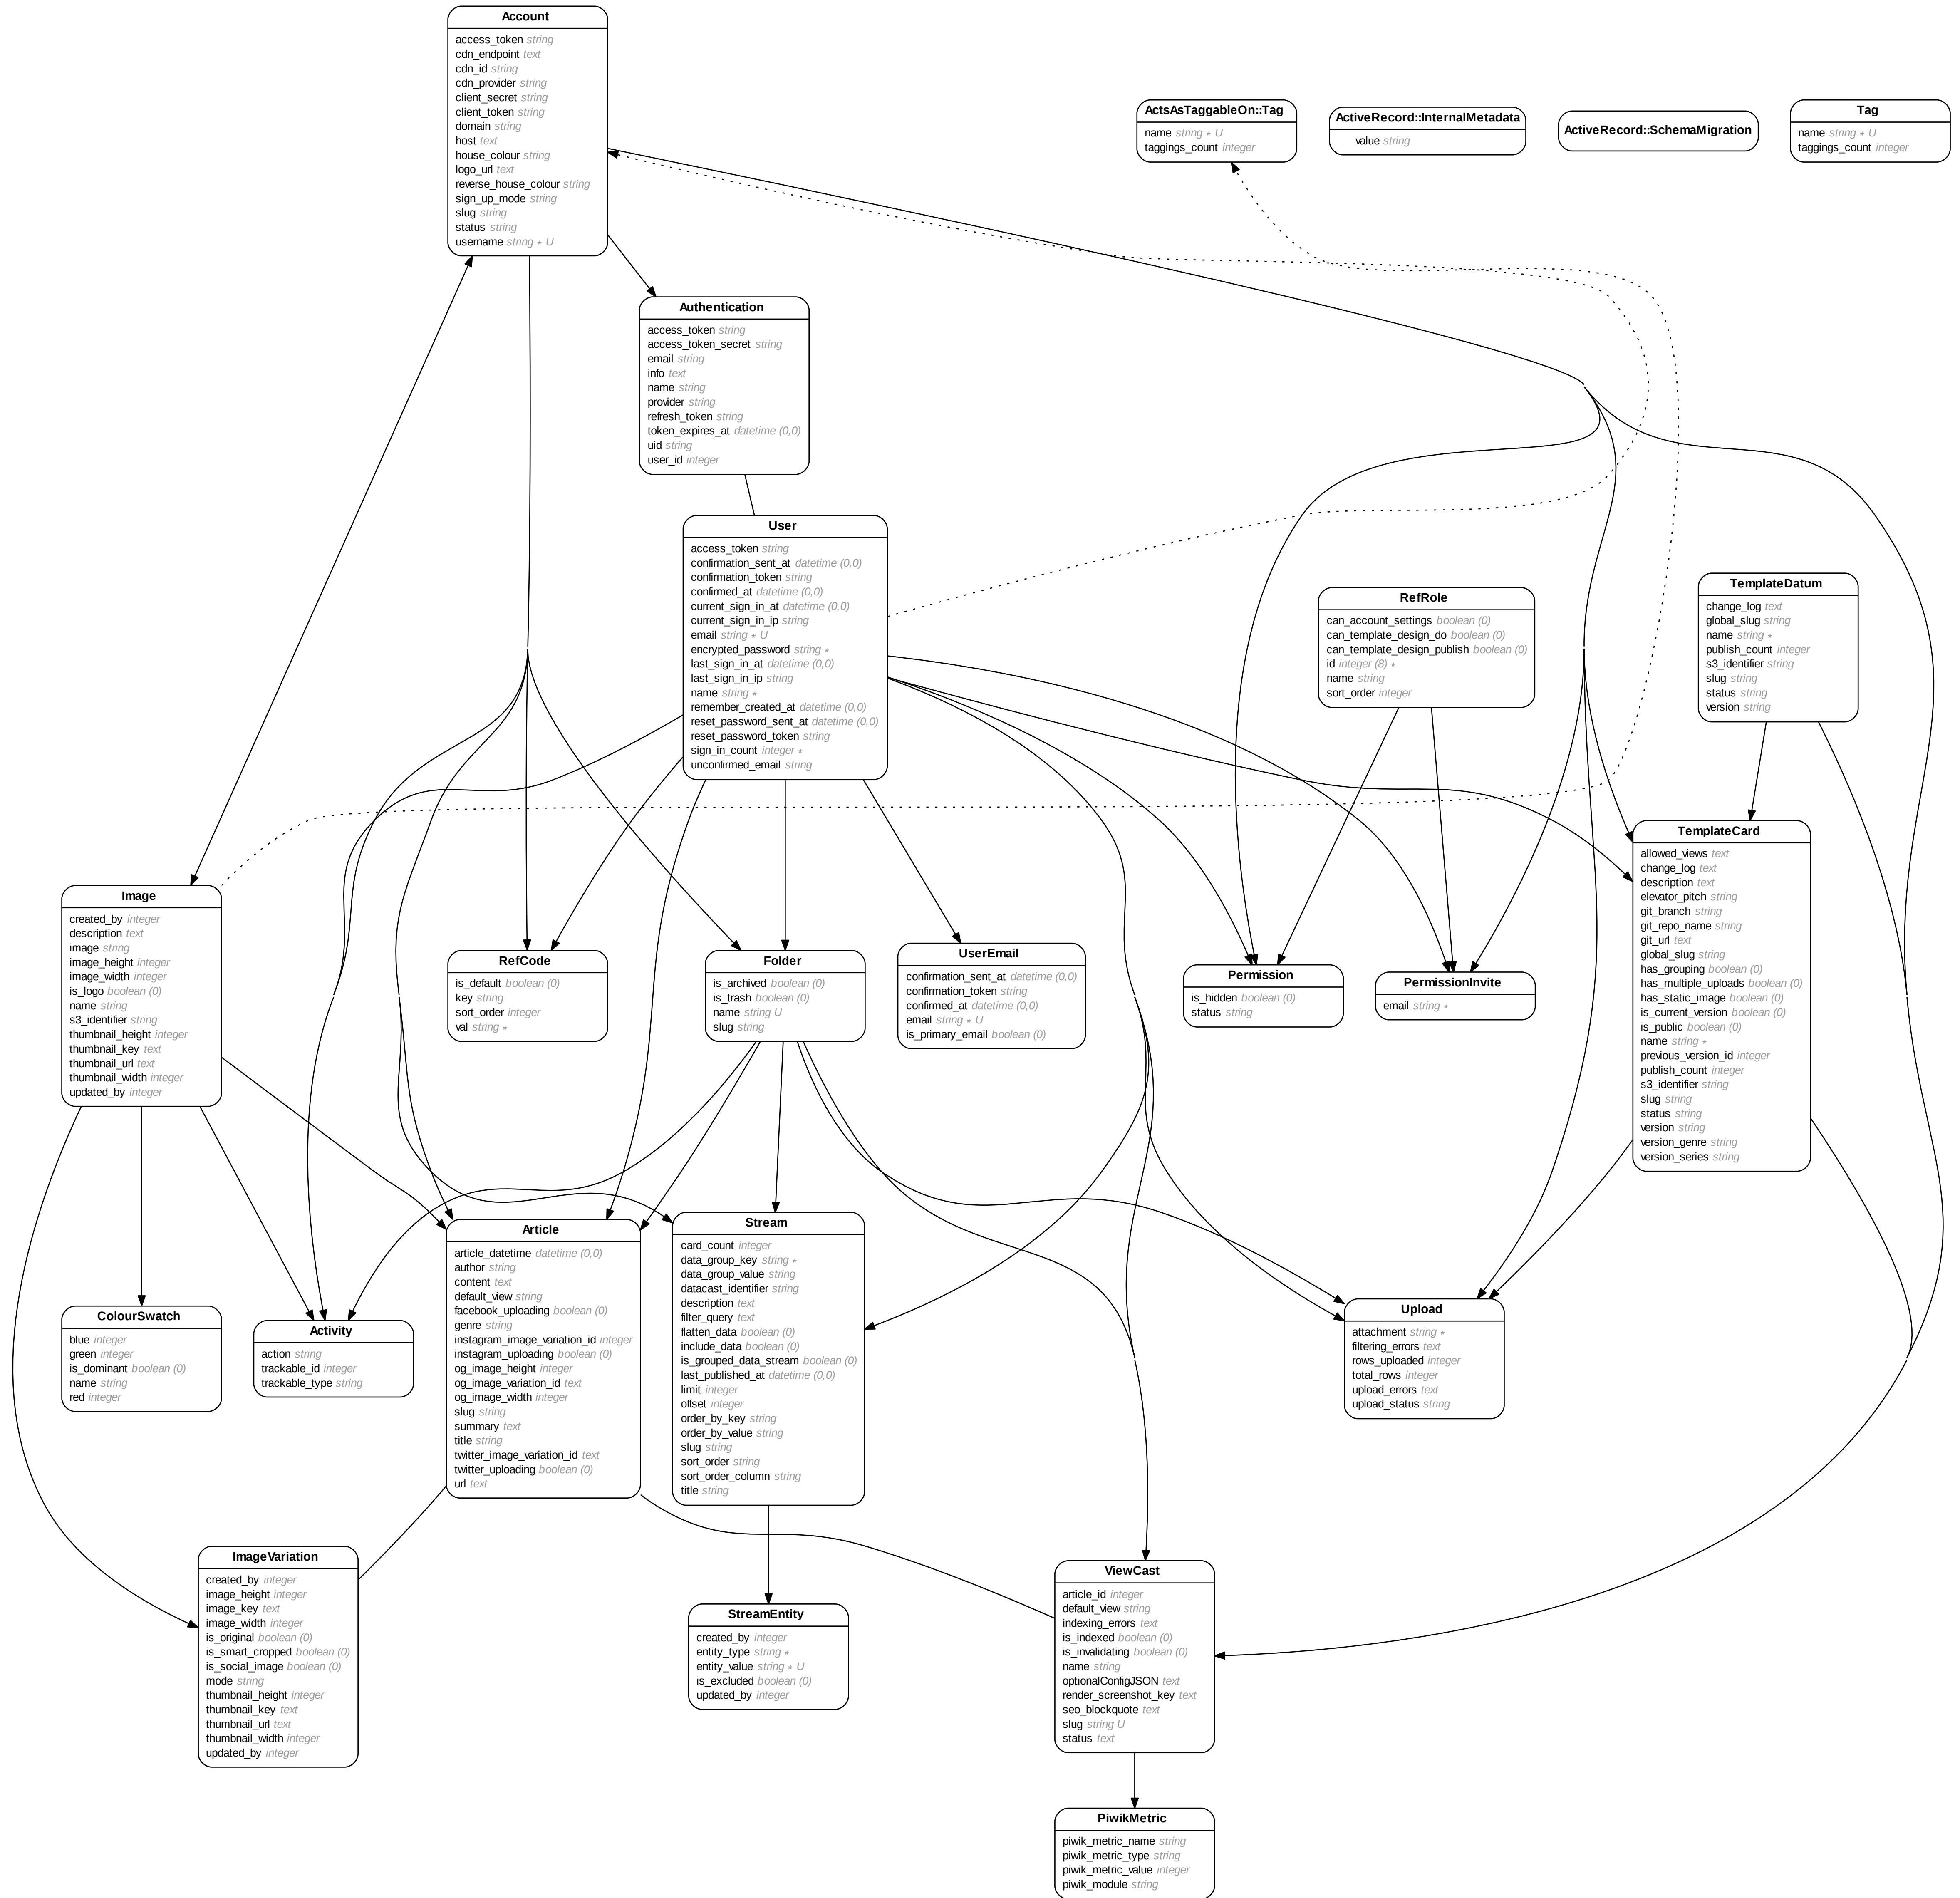 Account
access_token string
cdn_endpoint text
cdn_id string
cdn_provider string
client_secret string
client_token string
domain string
host text
house_colour string
logo_url text
reverse_house_colour string
sign_up_mode string
slug string
status string
username string ∗ U
ActsAsTaggableOn::Tag
name string ∗ U
taggings_count integer
ActiveRecord::InternalMetadata
value string
ActiveRecord::SchemaMigration
Tag
name string ∗ U
taggings_count integer
Authentication
access_token string
access_token_secret string
email string
info text
name string
provider string
refresh_token string
token_expires_at datetime (0,0)
uid string
user_id integer
User
access_token string
confirmation_sent_at datetime (0,0)
confirmation_token string
confirmed_at datetime (0,0)
current_sign_in_at datetime (0,0)
current_sign_in_ip string
email string ∗ U
encrypted_password string ∗
last_sign_in_at datetime (0,0)
last_sign_in_ip string
name string ∗
remember_created_at datetime (0,0)
reset_password_sent_at datetime (0,0)
reset_password_token string
sign_in_count integer ∗
unconfirmed_email string
RefRole
can_account_settings boolean (0)
can_template_design_do boolean (0)
can_template_design_publish boolean (0)
id integer (8) ∗
name string
sort_order integer
TemplateDatum
change_log text
global_slug string
name string ∗
publish_count integer
s3_identifier string
slug string
status string
version string
TemplateCard
allowed_views text
change_log text
description text
elevator_pitch string
git_branch string
git_repo_name string
git_url text
global_slug string
has_grouping boolean (0)
has_multiple_uploads boolean (0)
has_static_image boolean (0)
is_current_version boolean (0)
is_public boolean (0)
name string ∗
previous_version_id integer
publish_count integer
s3_identifier string
slug string
status string
version string
version_genre string
version_series string
Image
created_by integer
description text
image string
image_height integer
image_width integer
is_logo boolean (0)
name string
s3_identifier string
thumbnail_height integer
thumbnail_key text
thumbnail_url text
thumbnail_width integer
updated_by integer
RefCode
is_default boolean (0)
key string
sort_order integer
val string ∗
Folder
is_archived boolean (0)
is_trash boolean (0)
name string U
slug string
UserEmail
confirmation_sent_at datetime (0,0)
confirmation_token string
confirmed_at datetime (0,0)
email string ∗ U
is_primary_email boolean (0)
Permission
is_hidden boolean (0)
status string
PermissionInvite
email string ∗
ColourSwatch
blue integer
green integer
is_dominant boolean (0)
name string
red integer
Activity
action string
trackable_id integer
trackable_type string
Article
article_datetime datetime (0,0)
author string
content text
default_view string
facebook_uploading boolean (0)
genre string
instagram_image_variation_id integer
instagram_uploading boolean (0)
og_image_height integer
og_image_variation_id text
og_image_width integer
slug string
summary text
title string
twitter_image_variation_id text
twitter_uploading boolean (0)
url text
Stream
card_count integer
data_group_key string ∗
data_group_value string
datacast_identifier string
description text
filter_query text
flatten_data boolean (0)
include_data boolean (0)
is_grouped_data_stream boolean (0)
last_published_at datetime (0,0)
limit integer
offset integer
order_by_key string
order_by_value string
slug string
sort_order string
sort_order_column string
title string
Upload
attachment string ∗
filtering_errors text
rows_uploaded integer
total_rows integer
upload_errors text
upload_status string
ImageVariation
created_by integer
image_height integer
image_key text
image_width integer
is_original boolean (0)
is_smart_cropped boolean (0)
is_social_image boolean (0)
mode string
thumbnail_height integer
thumbnail_key text
thumbnail_url text
thumbnail_width integer
updated_by integer
StreamEntity
created_by integer
entity_type string ∗
entity_value string ∗ U
is_excluded boolean (0)
updated_by integer
ViewCast
article_id integer
default_view string
indexing_errors text
is_indexed boolean (0)
is_invalidating boolean (0)
name string
optionalConfigJSON text
render_screenshot_key text
seo_blockquote text
slug string U
status text
PiwikMetric
piwik_metric_name string
piwik_metric_type string
piwik_metric_value integer
piwik_module string